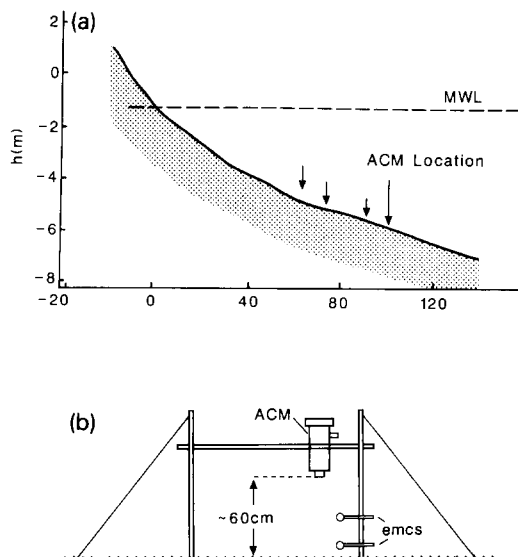 (a)
2
0
-2
-4
-6
-8
h(m)
MWL
ACM Location
-20
0
40
80
120
(b)
ACM
~60cm
emcs